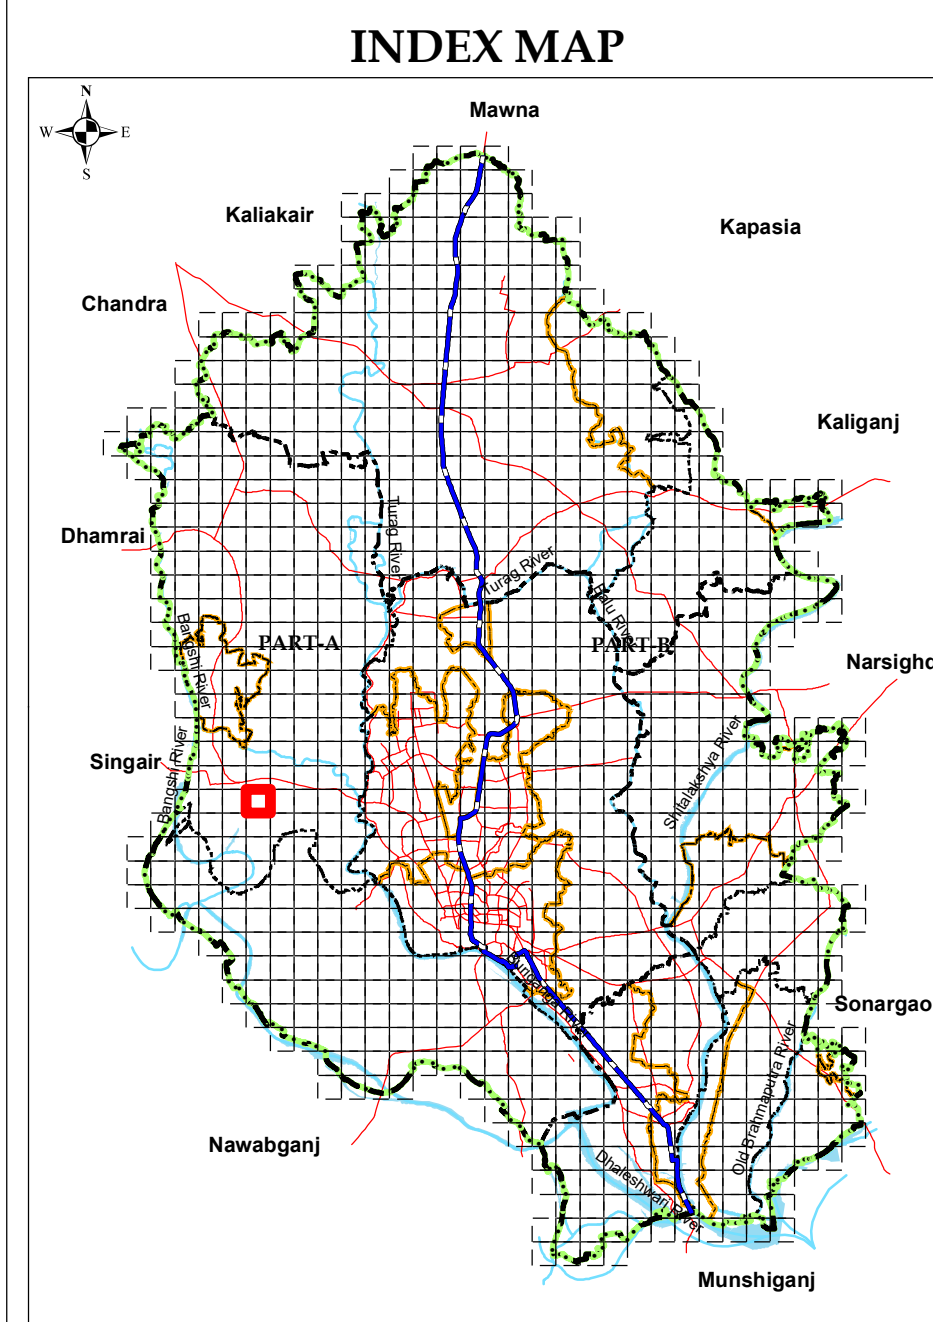 INDEX MAP
N
W E
S
Mawna
Kaliakair
Kapasia
Chandra
Kaliganj
Dhamrai
Turag River
Turag River
Balu River
Bangshi River
PART-A
PART-B
Narsighd
Shitalakshya River
Singair
Bangshi River
Buriganga River
Sonargao
Old Brahmaputra River
Nawabganj
Dhaleshwari River
Munshiganj